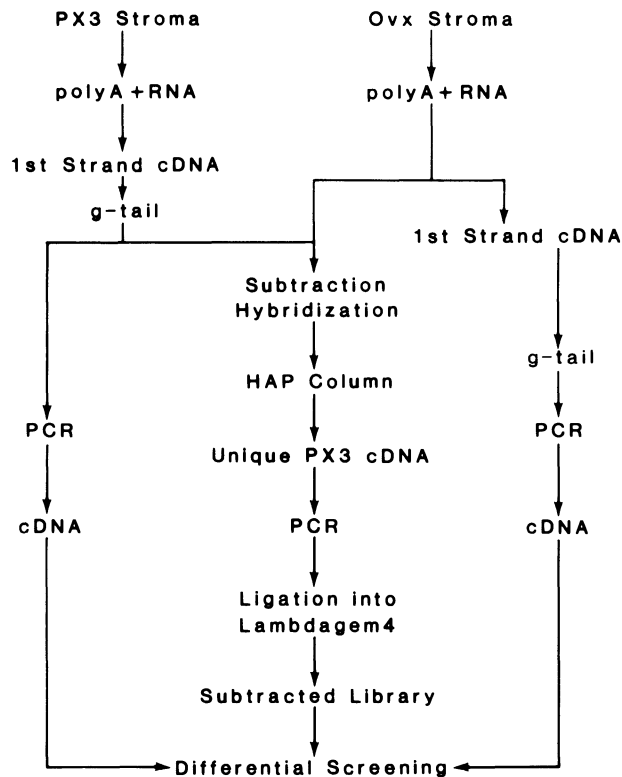 PX3 Stroma
Ovx Stroma
polyA+RNA
polyA+RNA
1st Strand cDNA
g-tail
1st Strand cDNA
Subtraction
Hybridization
g-tail
HAP Column
PCR
Unique PX3 cDNA
PCR
cDNA
PCR
cDNA
Ligation into
Lambdagem4
Subtracted Library
Differential Screening